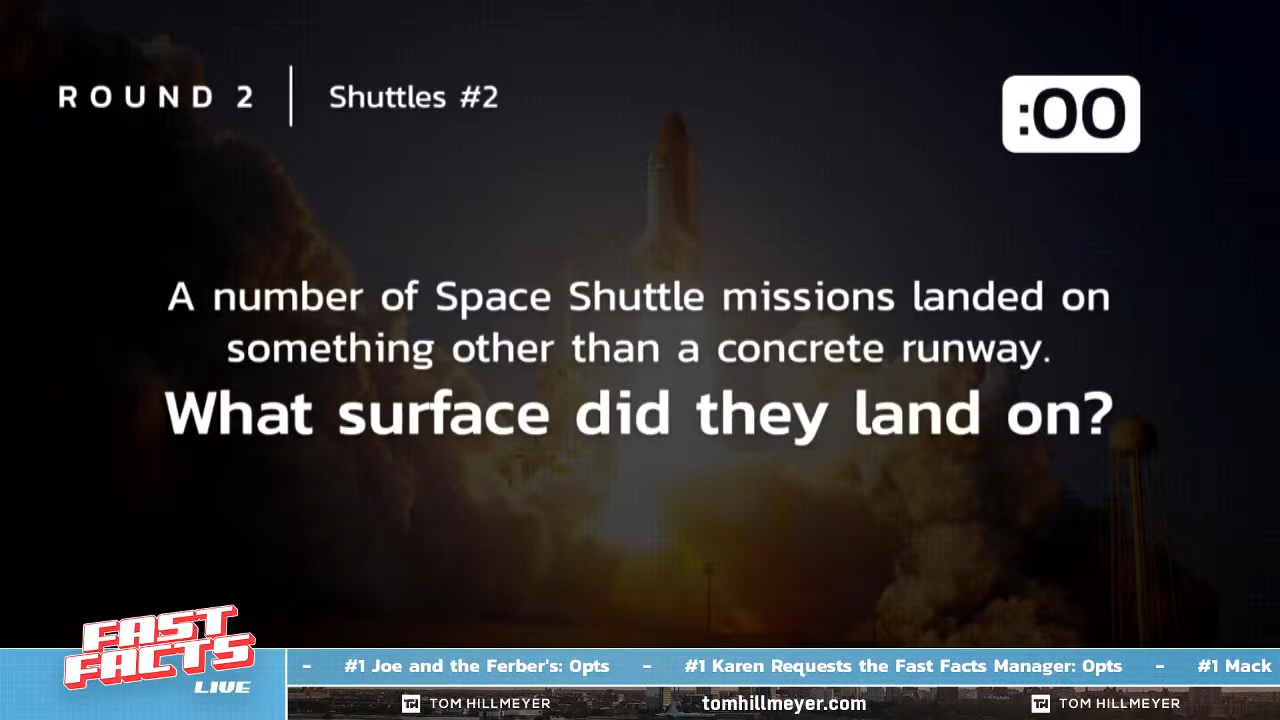 ROUND 2
Shuttles #2
:00
A number of Space Shuttle missions landed on
something other than a concrete runway.
What surface did they land on?
FAST
FACTS
LIVE
- #1 Joe and the Ferber's: Opts - #1 Karen Requests the Fast Facts Manager: Opts - #1 Mack
TH TOM HILLMEYER tomhillmeyer.com TH TOM HILLMEYER